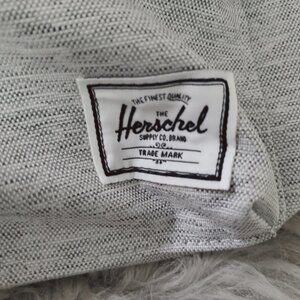 THE FINEST QUALITY
THE
Herschel
SUPPLY CO. BRAND
TRADE MARK